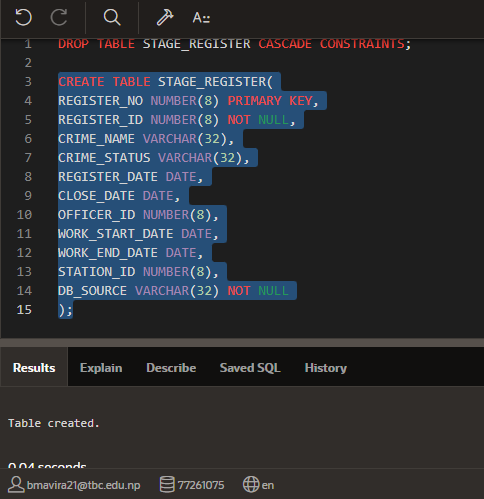 A::
1 DROP TABLE STAGE_REGISTER CASCADE CONSTRAINTS;
2
3 CREATE TABLE STAGE_REGISTER(
4 REGISTER_NO NUMBER(8) PRIMARY KEY,
5 REGISTER_ID NUMBER(8) NOT NULL,
6 CRIME_NAME VARCHAR(32),
7 CRIME_STATUS VARCHAR(32),
8 REGISTER_DATE DATE,
9 CLOSE_DATE DATE,
10 OFFICER_ID NUMBER(8),
11 WORK_START_DATE DATE,
12 WORK_END_DATE DATE,
13 STATION_ID NUMBER(8),
14 DB_SOURCE VARCHAR(32) NOT NULL
15 );
Results Explain Describe Saved SQL History
Table created.
0.04 seconds
bmavira21@tbc.edu.np 77261075 en